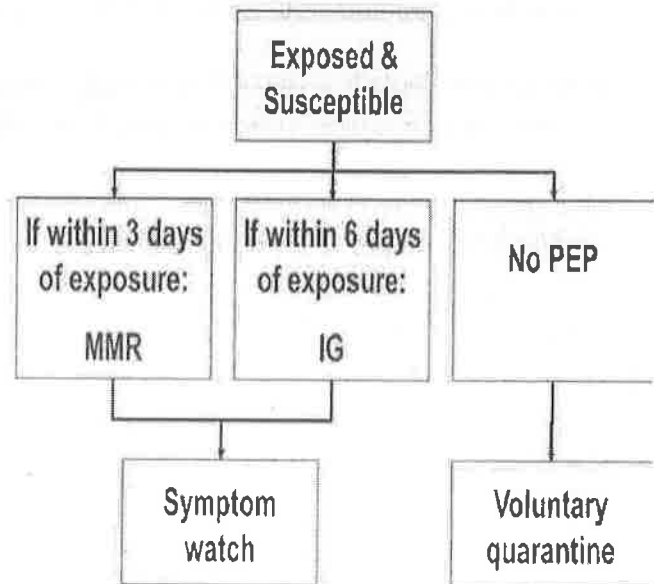 Exposed &
Susceptible
If within 3 days
of exposure:
MMR
If within 6 days
of exposure:
IG
No PEP
Symptom
watch
Voluntary
quarantine